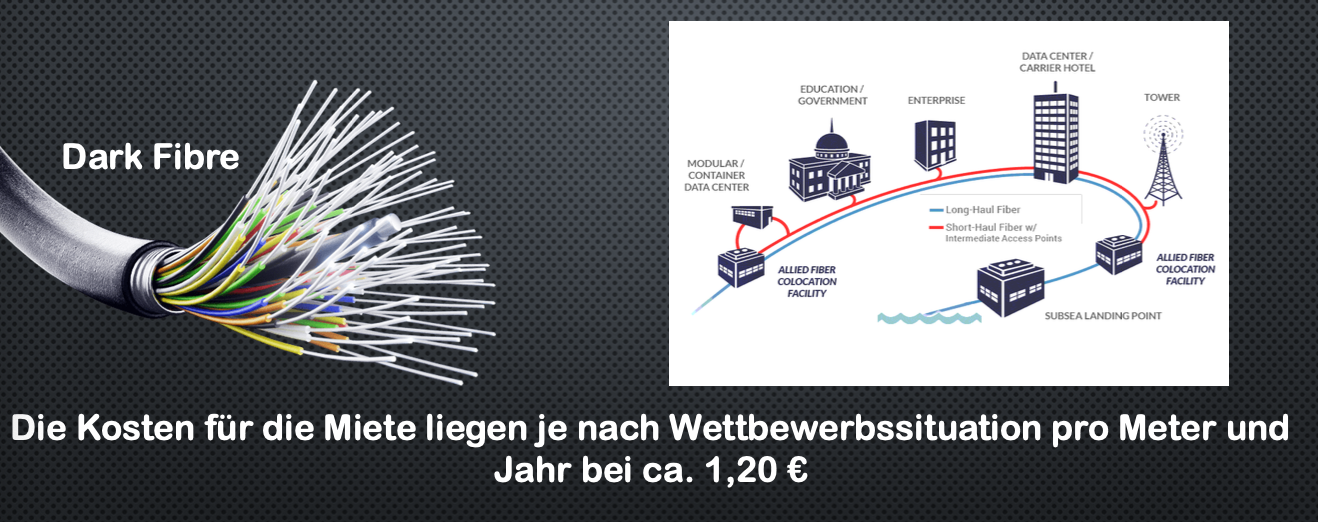 Dark Fibre
DATA CENTER /
CARRIER HOTEL
EDUCATION /
GOVERNMENT
ENTERPRISE
TOWER
MODULAR /
CONTAINER
DATA CENTER
Long-Haul Fiber
Short-Haul Fiber w/
Intermediate Access Points
ALLIED FIBER
COLOCATION
FACILITY
ALLIED FIBER
COLOCATION
FACILITY
SUBSEA LANDING POINT
Die Kosten für die Miete liegen je nach Wettbewerbssituation pro Meter und
Jahr bei ca. 1,20 €